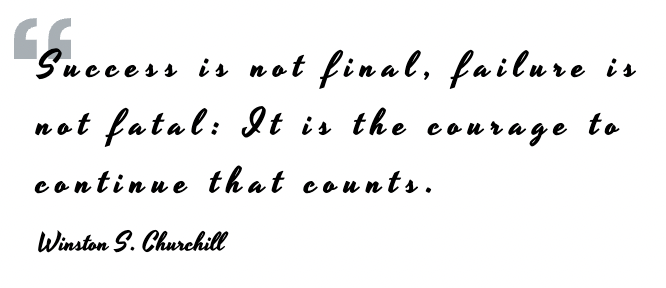 “
Success is not final, failure is
not fatal: It is the courage to
continue that counts.
Winston S. Churchill